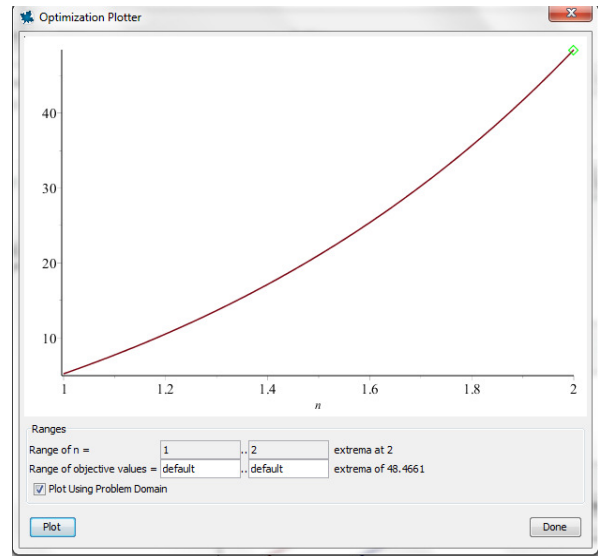 Optimization Plotter
x
40
30
20
10
1 1.2 1.4 1.6 1.8 2
n
Ranges
Range of n = 1 .. 2 extrema at 2
Range of objective values = default .. default extrema of 48.4661
Plot Using Problem Domain
Plot Done